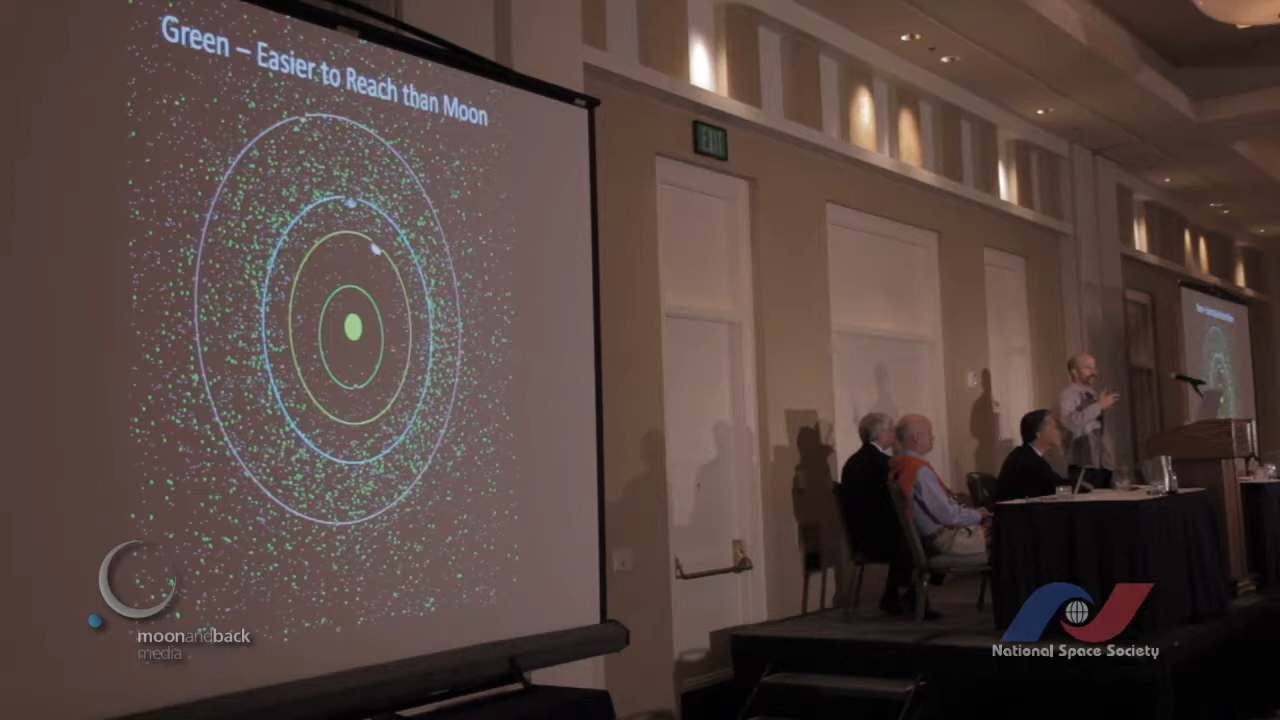 Green – Easier to Reach than Moon
EXIT
moonandback
media
National Space Society